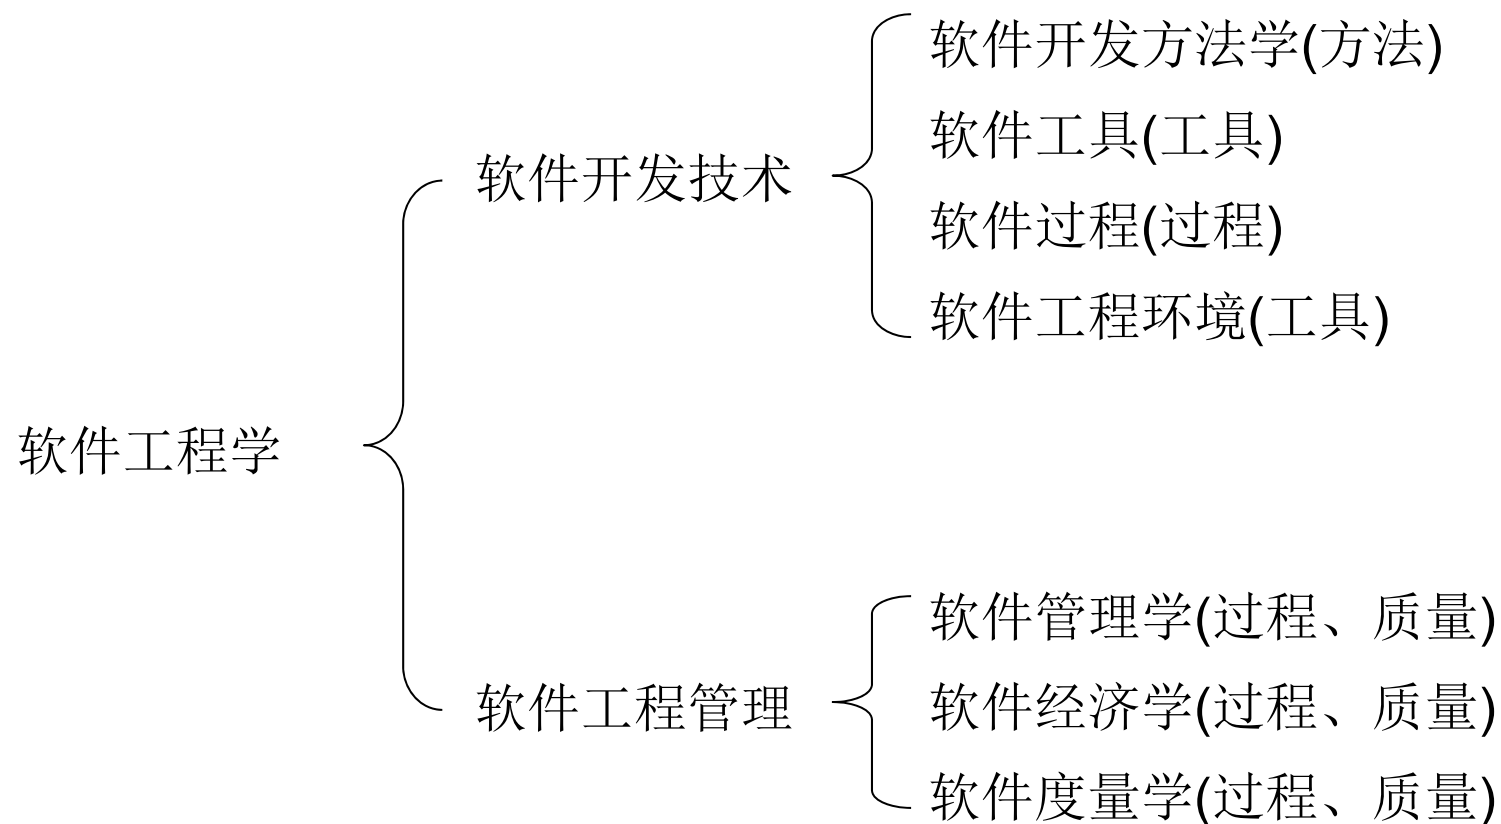 软件工程学
软件开发技术
软件开发方法学(方法)
软件工具(工具)
软件过程(过程)
软件工程环境(工具)
软件工程管理
软件管理学(过程、质量)
软件经济学(过程、质量)
软件度量学(过程、质量)